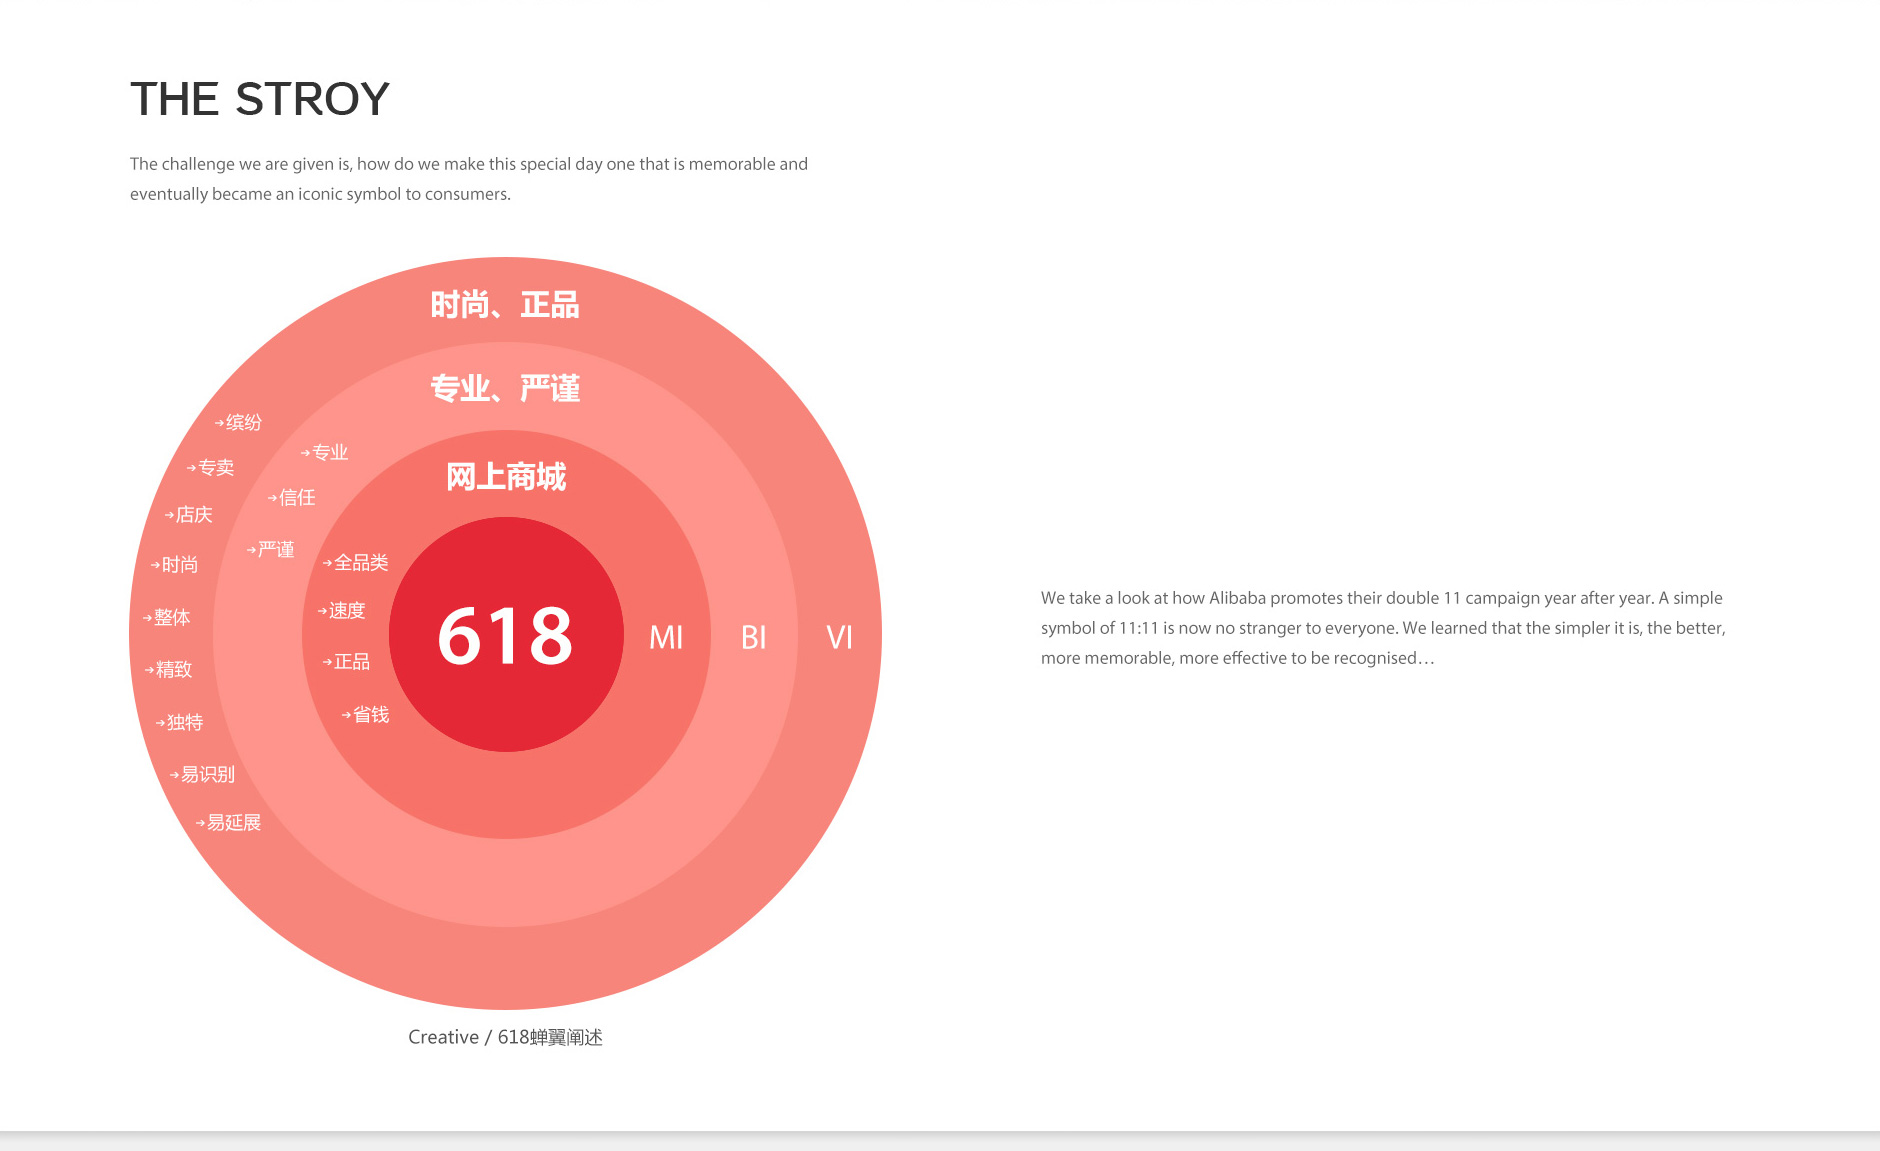 THE STROY
The challenge we are given is, how do we make this special day one that is memorable and
eventually became an iconic symbol to consumers.
时尚、正品
专业、严谨
网上商城
→缤纷
→专卖
→店庆
→时尚
→整体
→精致
→独特
→易识别
→易延展
→专业
→信任
→严谨
→全品类
→速度
→正品
→省钱
618
MI
BI
VI
We take a look at how Alibaba promotes their double 11 campaign year after year. A simple
symbol of 11:11 is now no stranger to everyone. We learned that the simpler it is, the better,
more memorable, more effective to be recognised…
Creative / 618蝉翼阐述